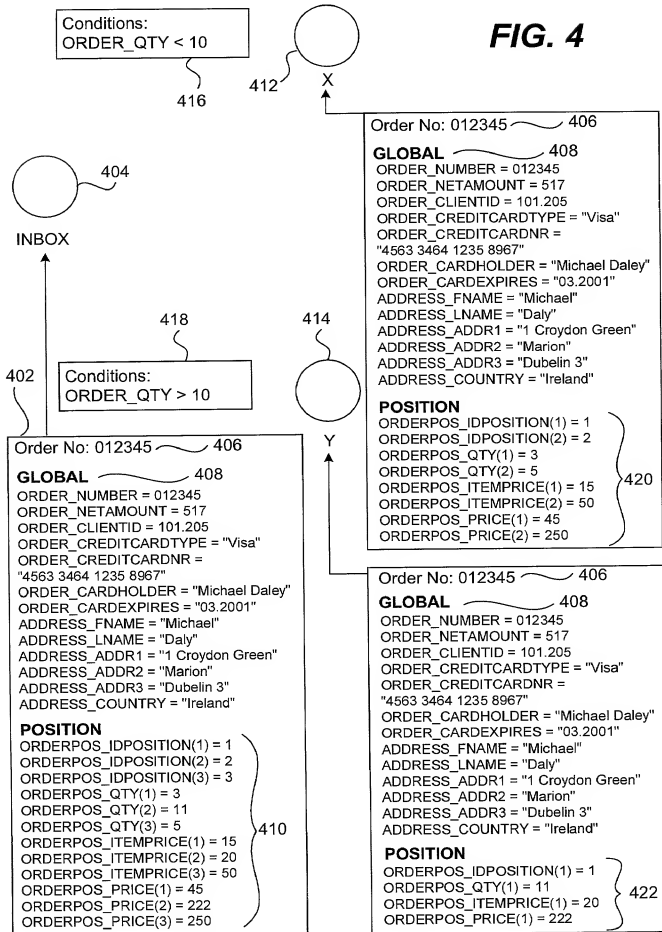 FIG. 4
Conditions:
ORDER_QTY < 10
416
412
X
404
INBOX
418
Conditions:
ORDER_QTY > 10
414
Y
402
Order No: 012345
406
GLOBAL
408
ORDER_NUMBER = 012345
ORDER_NETAMOUNT = 517
ORDER_CLIENTID = 101.205
ORDER_CREDITCARDTYPE = "Visa"
ORDER_CREDITCARDNR =
"4563 3464 1235 8967"
ORDER_CARDHOLDER = "Michael Daley"
ORDER_CARDEXPIRES = "03.2001"
ADDRESS_FNAME = "Michael"
ADDRESS_LNAME = "Daly"
ADDRESS_ADDR1 = "1 Croydon Green"
ADDRESS_ADDR2 = "Marion"
ADDRESS_ADDR3 = "Dubelin 3"
ADDRESS_COUNTRY = "Ireland"
POSITION
ORDERPOS_IDPOSITION(1) = 1
ORDERPOS_IDPOSITION(2) = 2
ORDERPOS_IDPOSITION(3) = 3
ORDERPOS_QTY(1) = 3
ORDERPOS_QTY(2) = 11
ORDERPOS_QTY(3) = 5
ORDERPOS_ITEMPRICE(1) = 15
ORDERPOS_ITEMPRICE(2) = 20
ORDERPOS_ITEMPRICE(3) = 50
ORDERPOS_PRICE(1) = 45
ORDERPOS_PRICE(2) = 222
ORDERPOS_PRICE(3) = 250
410
Order No: 012345
406
GLOBAL
408
ORDER_NUMBER = 012345
ORDER_NETAMOUNT = 517
ORDER_CLIENTID = 101.205
ORDER_CREDITCARDTYPE = "Visa"
ORDER_CREDITCARDNR =
"4563 3464 1235 8967"
ORDER_CARDHOLDER = "Michael Daley"
ORDER_CARDEXPIRES = "03.2001"
ADDRESS_FNAME = "Michael"
ADDRESS_LNAME = "Daly"
ADDRESS_ADDR1 = "1 Croydon Green"
ADDRESS_ADDR2 = "Marion"
ADDRESS_ADDR3 = "Dubelin 3"
ADDRESS_COUNTRY = "Ireland"
POSITION
ORDERPOS_IDPOSITION(1) = 1
ORDERPOS_IDPOSITION(2) = 2
ORDERPOS_QTY(1) = 3
ORDERPOS_QTY(2) = 5
ORDERPOS_ITEMPRICE(1) = 15
ORDERPOS_ITEMPRICE(2) = 50
ORDERPOS_PRICE(1) = 45
ORDERPOS_PRICE(2) = 250
420
Order No: 012345
406
GLOBAL
408
ORDER_NUMBER = 012345
ORDER_NETAMOUNT = 517
ORDER_CLIENTID = 101.205
ORDER_CREDITCARDTYPE = "Visa"
ORDER_CREDITCARDNR =
"4563 3464 1235 8967"
ORDER_CARDHOLDER = "Michael Daley"
ORDER_CARDEXPIRES = "03.2001"
ADDRESS_FNAME = "Michael"
ADDRESS_LNAME = "Daly"
ADDRESS_ADDR1 = "1 Croydon Green"
ADDRESS_ADDR2 = "Marion"
ADDRESS_ADDR3 = "Dubelin 3"
ADDRESS_COUNTRY = "Ireland"
POSITION
ORDERPOS_IDPOSITION(1) = 1
ORDERPOS_QTY(1) = 11
ORDERPOS_ITEMPRICE(1) = 20
ORDERPOS_PRICE(1) = 222
422